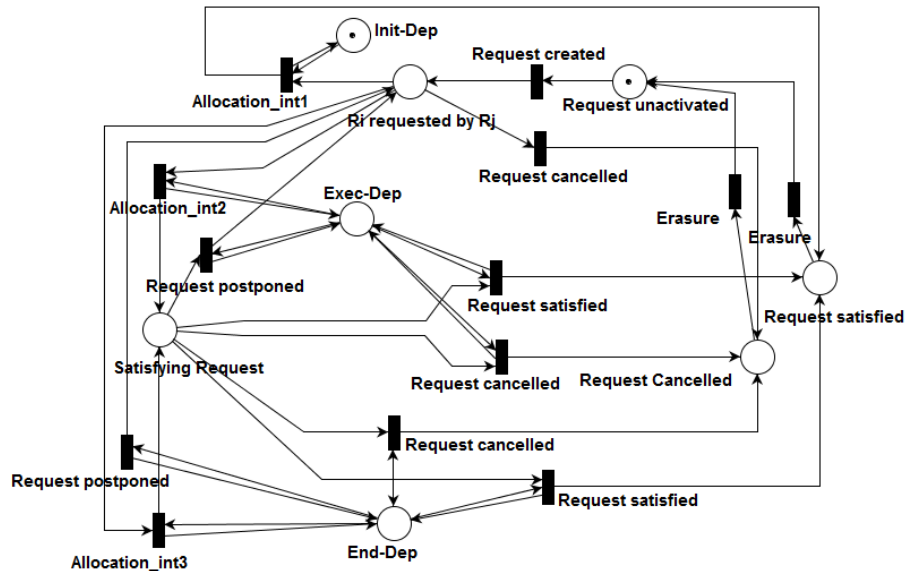 Init-Dep
Request created
Allocation_int1
Request unactivated
Ri requested by Rj
Request cancelled
Exec-Dep
Allocation_int2
Erasure
Erasure
Request postponed
Request satisfied
Request satisfied
Satisfying Request
Request cancelled
Request Cancelled
Request cancelled
Request postponed
Request satisfied
End-Dep
Allocation_int3